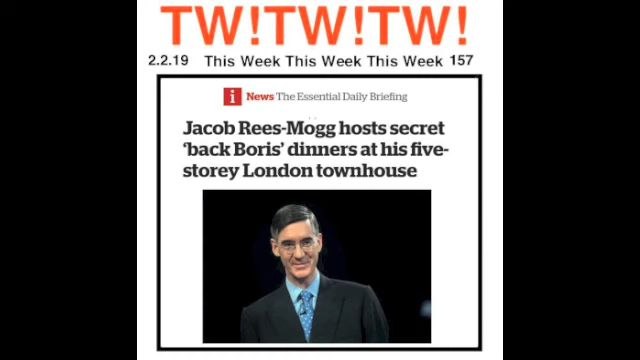 TW!TW!TW!
2.2.19 This Week This Week This Week 157
i News The Essential Daily Briefing
Jacob Rees-Mogg hosts secret
‘back Boris’ dinners at his five-
storey London townhouse